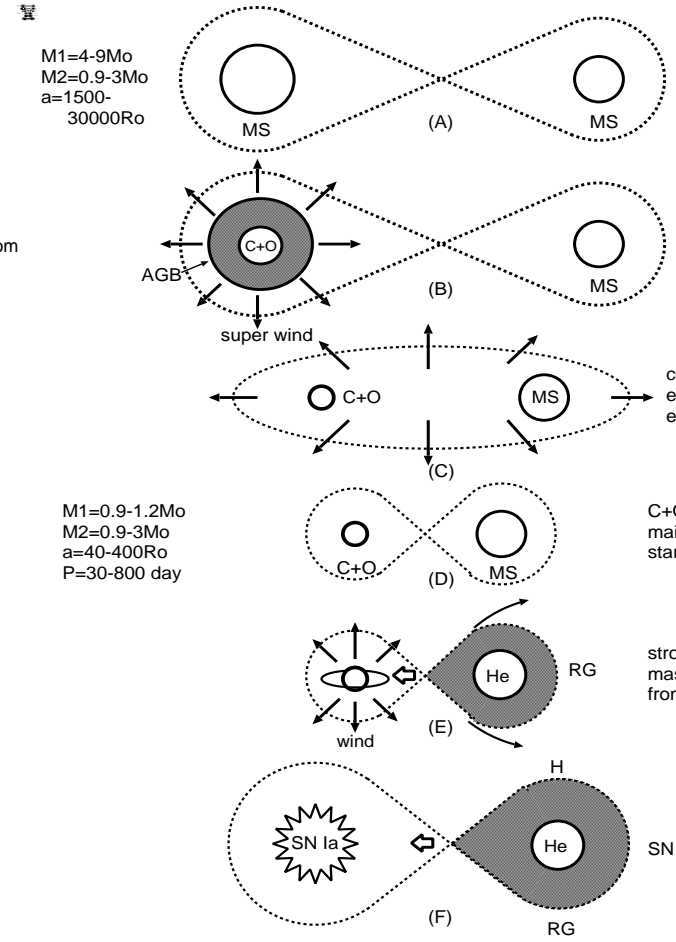 M1=4-9Mo
M2=0.9-3Mo
a=1500-
30000Ro
MS
(A)
MS
C+O
AGB
(B)
MS
super wind
C+O
MS
(C)
M1=0.9-1.2Mo
M2=0.9-3Mo
a=40-400Ro
P=30-800 day
C+O
(D)
MS
He
RG
wind
(E)
H
SN Ia
He
SN
(F)
RG